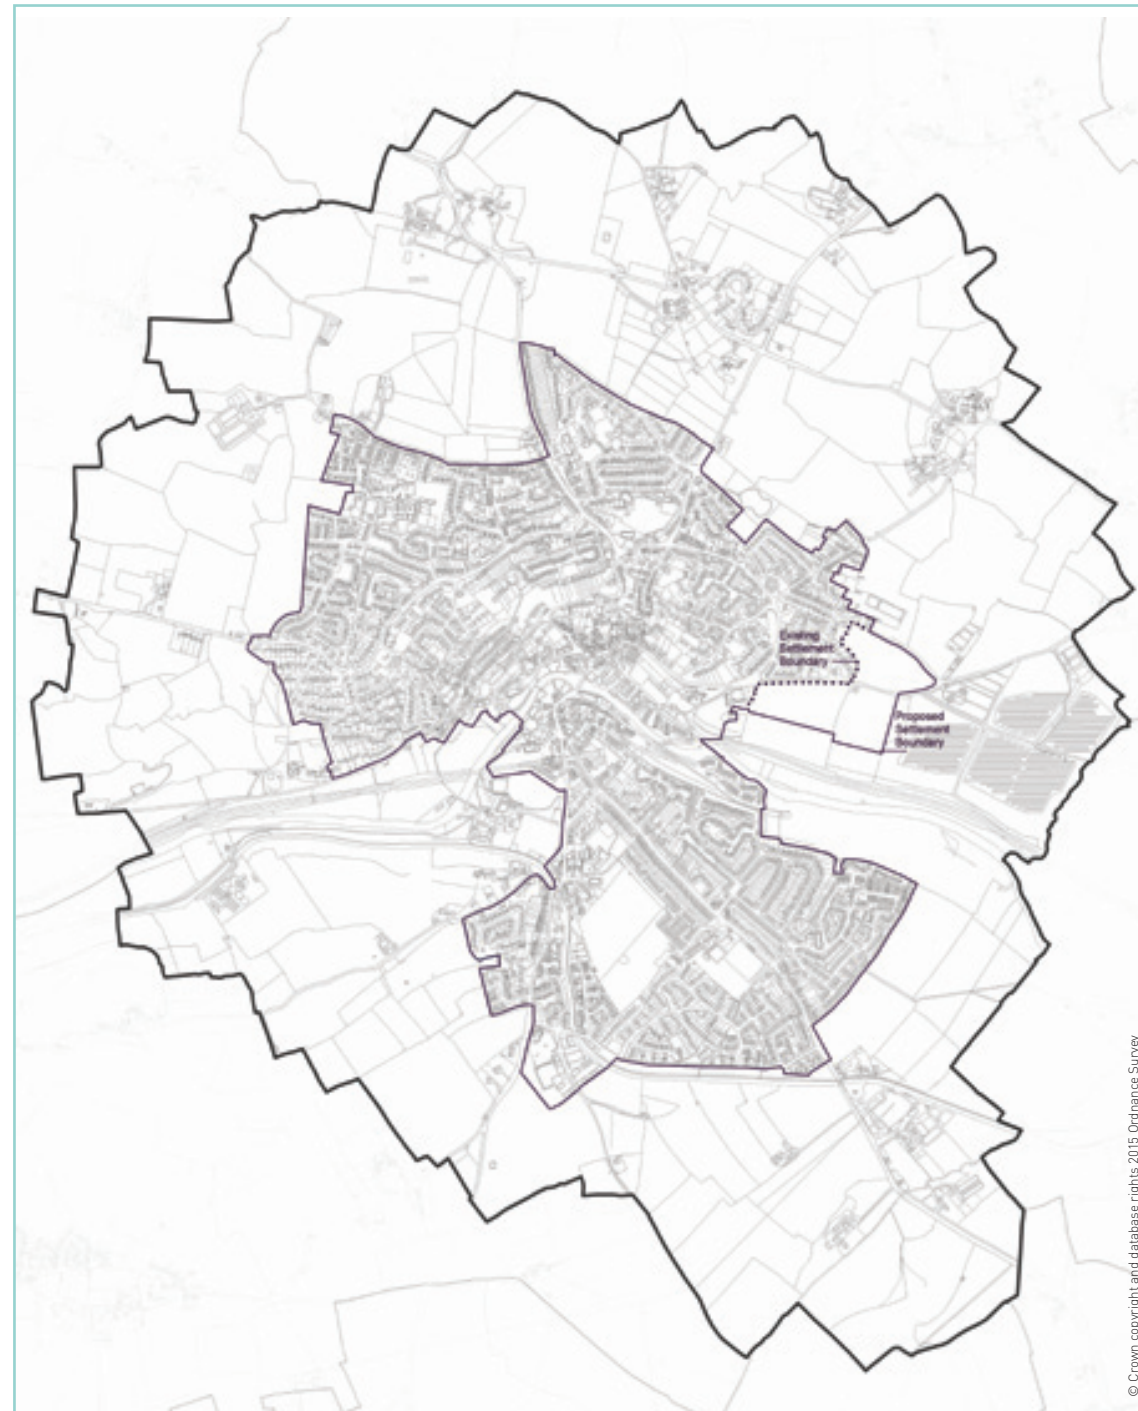 Existing
Settlement
Boundary
Proposed
Settlement
Boundary
© Crown copyright and database rights 2015 Ordnance Survey